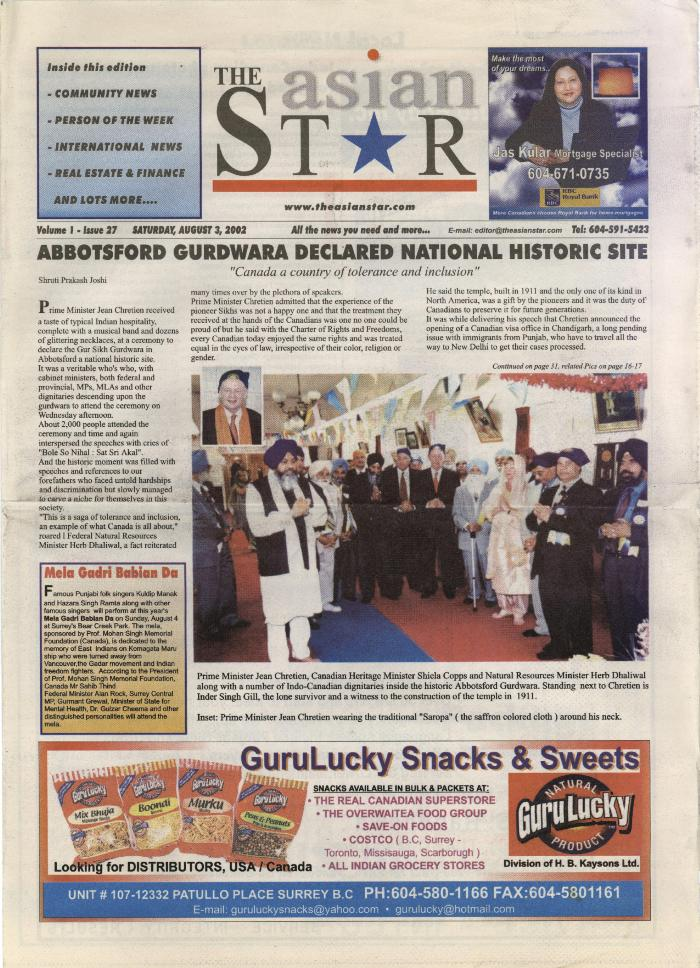 Inside this edition
- COMMUNITY NEWS
- PERSON OF THE WEEK
- INTERNATIONAL NEWS
- REAL ESTATE & FINANCE
AND LOTS MORE....
THE asian
STAR
www.theasianstar.com
Make the most
of your dreams..
Jas Kular Mortgage Specialist
604-671-0735
RBC
Royal Bank
More Canadians choose Royal Bank for home mortgages
Volume 1 - Issue 27 SATURDAY, AUGUST 3, 2002 All the news you need and more... E-mail: editor@theasianstar.com Tel: 604-591-5423
ABBOTSFORD GURDWARA DECLARED NATIONAL HISTORIC SITE
"Canada a country of tolerance and inclusion"
Shruti Prakash Joshi
Prime Minister Jean Chretien received
a taste of typical Indian hospitality,
complete with a musical band and dozens
of glittering necklaces, at a ceremony to
declare the Gur Sikh Gurdwara in
Abbotsford a national historic site.
It was a veritable who's who, with
cabinet ministers, both federal and
provincial, MPs, MLAs and other
dignitaries descending upon the
gurdwara to attend the ceremony on
Wednesday afternoon.
About 2,000 people attended the
ceremony and time and again
interspersed the speeches with cries of
"Bole So Nihal : Sat Sri Akal".
And the historic moment was filled with
speeches and references to our
forefathers who faced untold hardships
and discrimination but slowly managed
to carve a niche for themselves in this
society.
"This is a saga of tolerance and inclusion,
an example of what Canada is all about,"
roared l Federal Natural Resources
Minister Herb Dhaliwal, a fact reiterated
many times over by the plethora of speakers.
Prime Minister Chretien admitted that the experience of the
pioneer Sikhs was not a happy one and that the treatment they
received at the hands of the Canadians was one no one could be
proud of but he said with the Charter of Rights and Freedoms,
every Canadian today enjoyed the same rights and was treated
equal in the eyes of law, irrespective of their color, religion or
gender.
He said the temple, built in 1911 and the only one of its kind in
North America, was a gift by the pioneers and it was the duty of
Canadians to preserve it for future generations.
It was while delivering his speech that Chretien announced the
opening of a Canadian visa office in Chandigarh, a long pending
issue with immigrants from Punjab, who have to travel all the
way to New Delhi to get their cases processed.
Continued on page 31, related Pics on page 16-17
Mela Gadri Babian Da
Famous Punjabi folk singers Kuldip Manak
and Hazara Singh Ramta along with other
famous singers will perform at this year's
Mela Gadri Babian Da on Sunday, August 4
at Surrey's Bear Creek Park. The mela,
sponsored by Prof. Mohan Singh Memorial
Foundation (Canada), is dedicated to the
memory of East Indians on Komagata Maru
ship who were turned away from
Vancouver,the Gadar movement and Indian
freedom fighters. According to the President
of Prof, Mohan Singh Memorial Foundation,
Canada Mr Sahib Thind
Federal Minister Alan Rock, Surrey Central
MP, Gurmant Grewal, Minister of State for
Mental Health, Dr. Gulzar Cheema and other
distinguished personalities will attend the
mela.
Prime Minister Jean Chretien, Canadian Heritage Minister Shiela Copps and Natural Resources Minister Herb Dhaliwal
along with a number of Indo-Canadian dignitaries inside the historic Abbotsford Gurdwara. Standing next to Chretien is
Inder Singh Gill, the lone survivor and a witness to the construction of the temple in 1911.
Inset: Prime Minister Jean Chretien wearing the traditional "Saropa" ( the saffron colored cloth ) around his neck.
GuruLucky Snacks & Sweets
GuruLucky
Mix Bhuja
GuruLucky
Boondi
GuruLucky
Murku
GuruLucky
Peas & Peanuts
Looking for DISTRIBUTORS, USA / Canada
SNACKS AVAILABLE IN BULK & PACKETS AT:
• THE REAL CANADIAN SUPERSTORE
• THE OVERWAITEA FOOD GROUP
• SAVE-ON FOODS
• COSTCO ( B.C, Surrey -
Toronto, Missisauga, Scarborugh )
• ALL INDIAN GROCERY STORES
NATURAL
GuruLucky
PRODUCT
Division of H. B. Kaysons Ltd.
UNIT # 107-12332 PATULLO PLACE SURREY B.C PH:604-580-1166 FAX:604-5801161
E-mail: guruluckysnacks@yahoo.com • gurulucky@hotmail.com